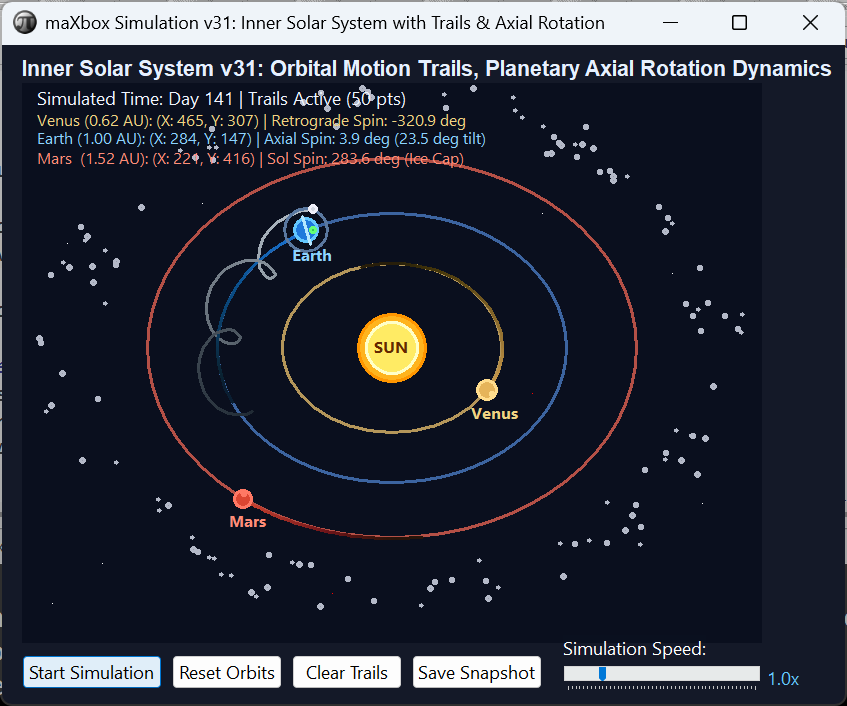 maXbox Simulation v31: Inner Solar System with Trails & Axial Rotation
Inner Solar System v31: Orbital Motion Trails, Planetary Axial Rotation Dynamics
Simulated Time: Day 141 | Trails Active (50 pts)
Venus (0.62 AU): (X: 465, Y: 307) | Retrograde Spin: -320.9 deg
Earth (1.00 AU): (X: 284, Y: 147) | Axial Spin: 3.9 deg (23.5 deg tilt)
Mars (1.52 AU): (X: 221, Y: 416) | Sol Spin: 283.6 deg (Ice Cap)
Earth
SUN
Venus
Mars
Simulation Speed:
Start Simulation Reset Orbits Clear Trails Save Snapshot 1.0x